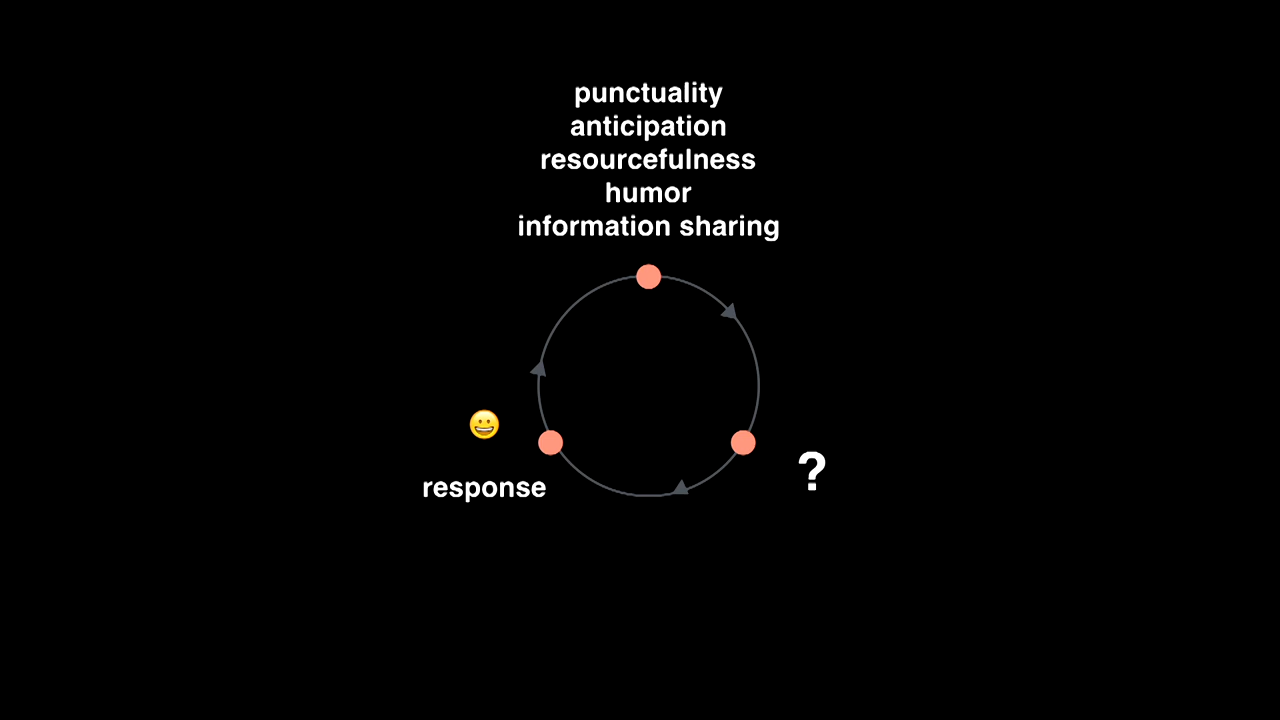 punctuality
anticipation
resourcefulness
humor
information sharing
response
?